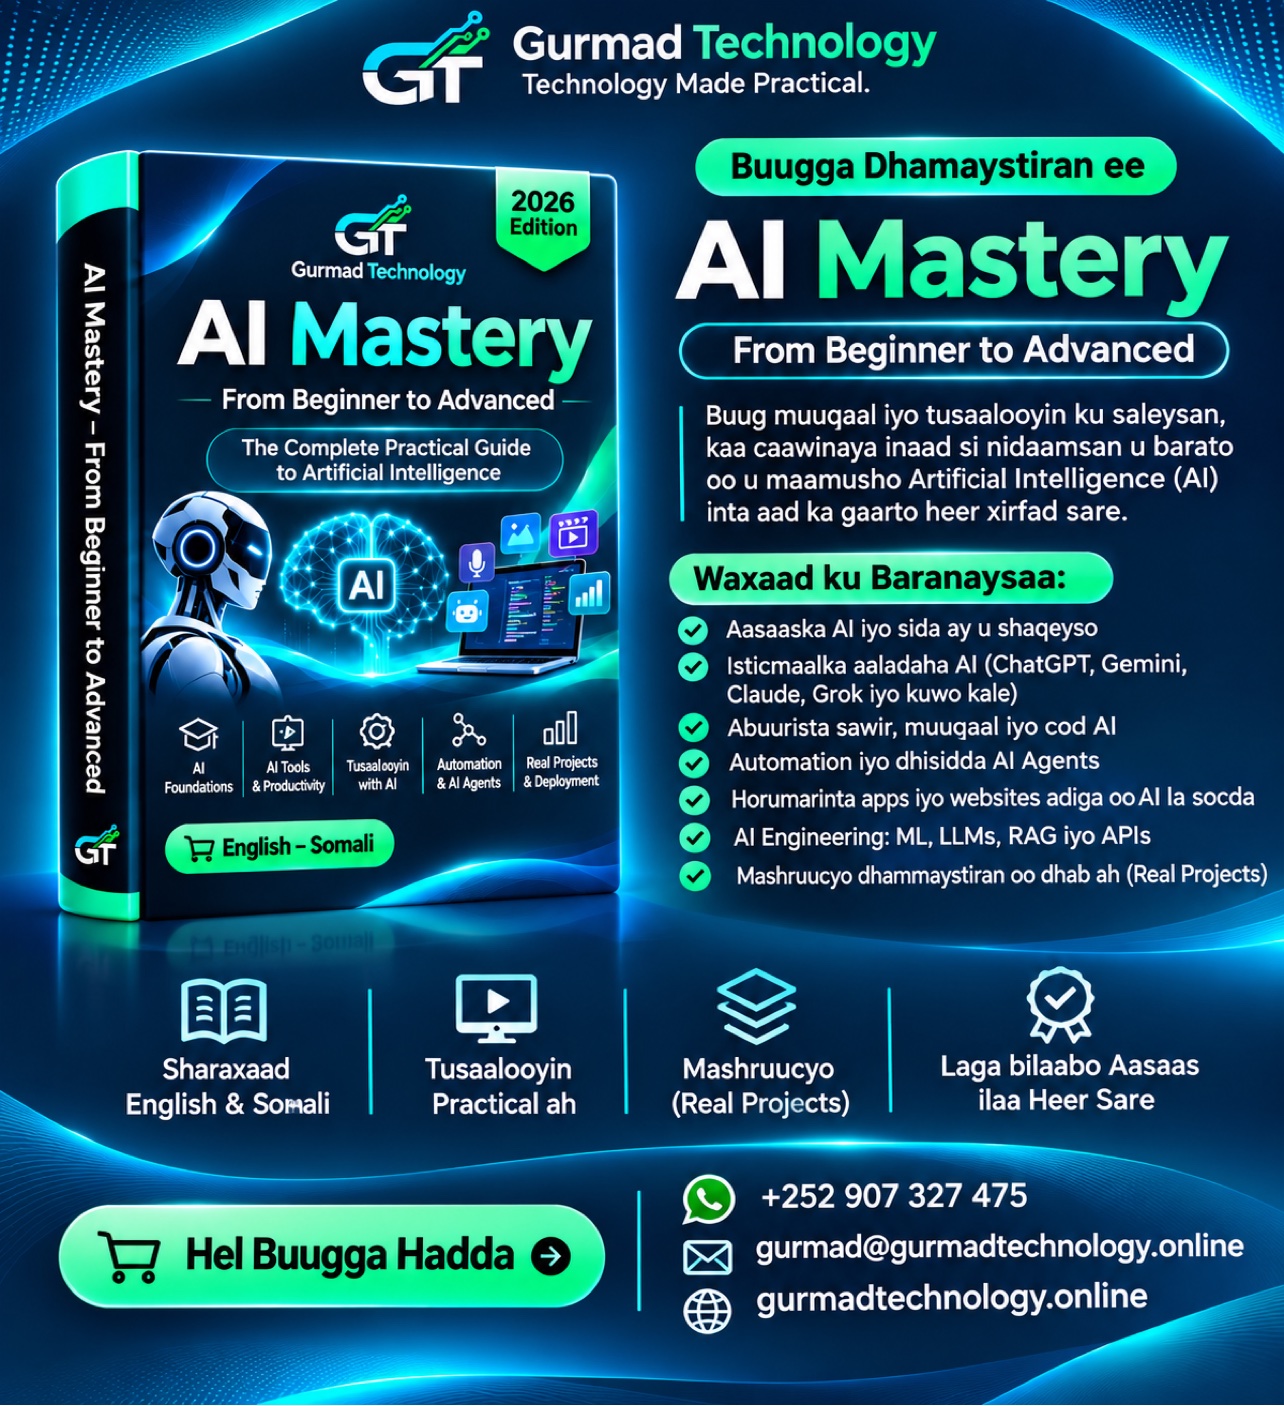 GT
Gurmad Technology
Technology Made Practical.
2026
Edition
GT
Gurmad Technology
AI Mastery
From Beginner to Advanced
The Complete Practical Guide
to Artificial Intelligence
AI
AI
Foundations
AI Tools
& Productivity
Tusaalooyin
with AI
Automation
& AI Agents
Real Projects
& Deployment
English – Somali
AI Mastery – From Beginner to Advanced
GT
English – Somali
Buugga Dhamaystiran ee
AI Mastery
From Beginner to Advanced
Buug muuqaal iyo tusaalooyin ku saleysan,
kaa caawinaya inaad si nidaamsan u barato
oo u maamusho Artificial Intelligence (AI)
inta aad ka gaarto heer xirfad sare.
Waxaad ku Baranaysaa:
Aasaaska AI iyo sida ay u shaqeyso
Isticmaalka aaladaha AI (ChatGPT, Gemini,
Claude, Grok iyo kuwo kale)
Abuurista sawir, muuqaal iyo cod AI
Automation iyo dhisidda AI Agents
Horumarinta apps iyo websites adiga oo AI la socda
AI Engineering: ML, LLMs, RAG iyo APIs
Mashruucyo dhammaystiran oo dhab ah (Real Projects)
Sharaxaad
English & Somali
Tusaalooyin
Practical ah
Mashruucyo
(Real Projects)
Laga bilaabo Aasaas
ilaa Heer Sare
Hel Buugga Hadda
+252 907 327 475
gurmad@gurmadtechnology.online
gurmadtechnology.online